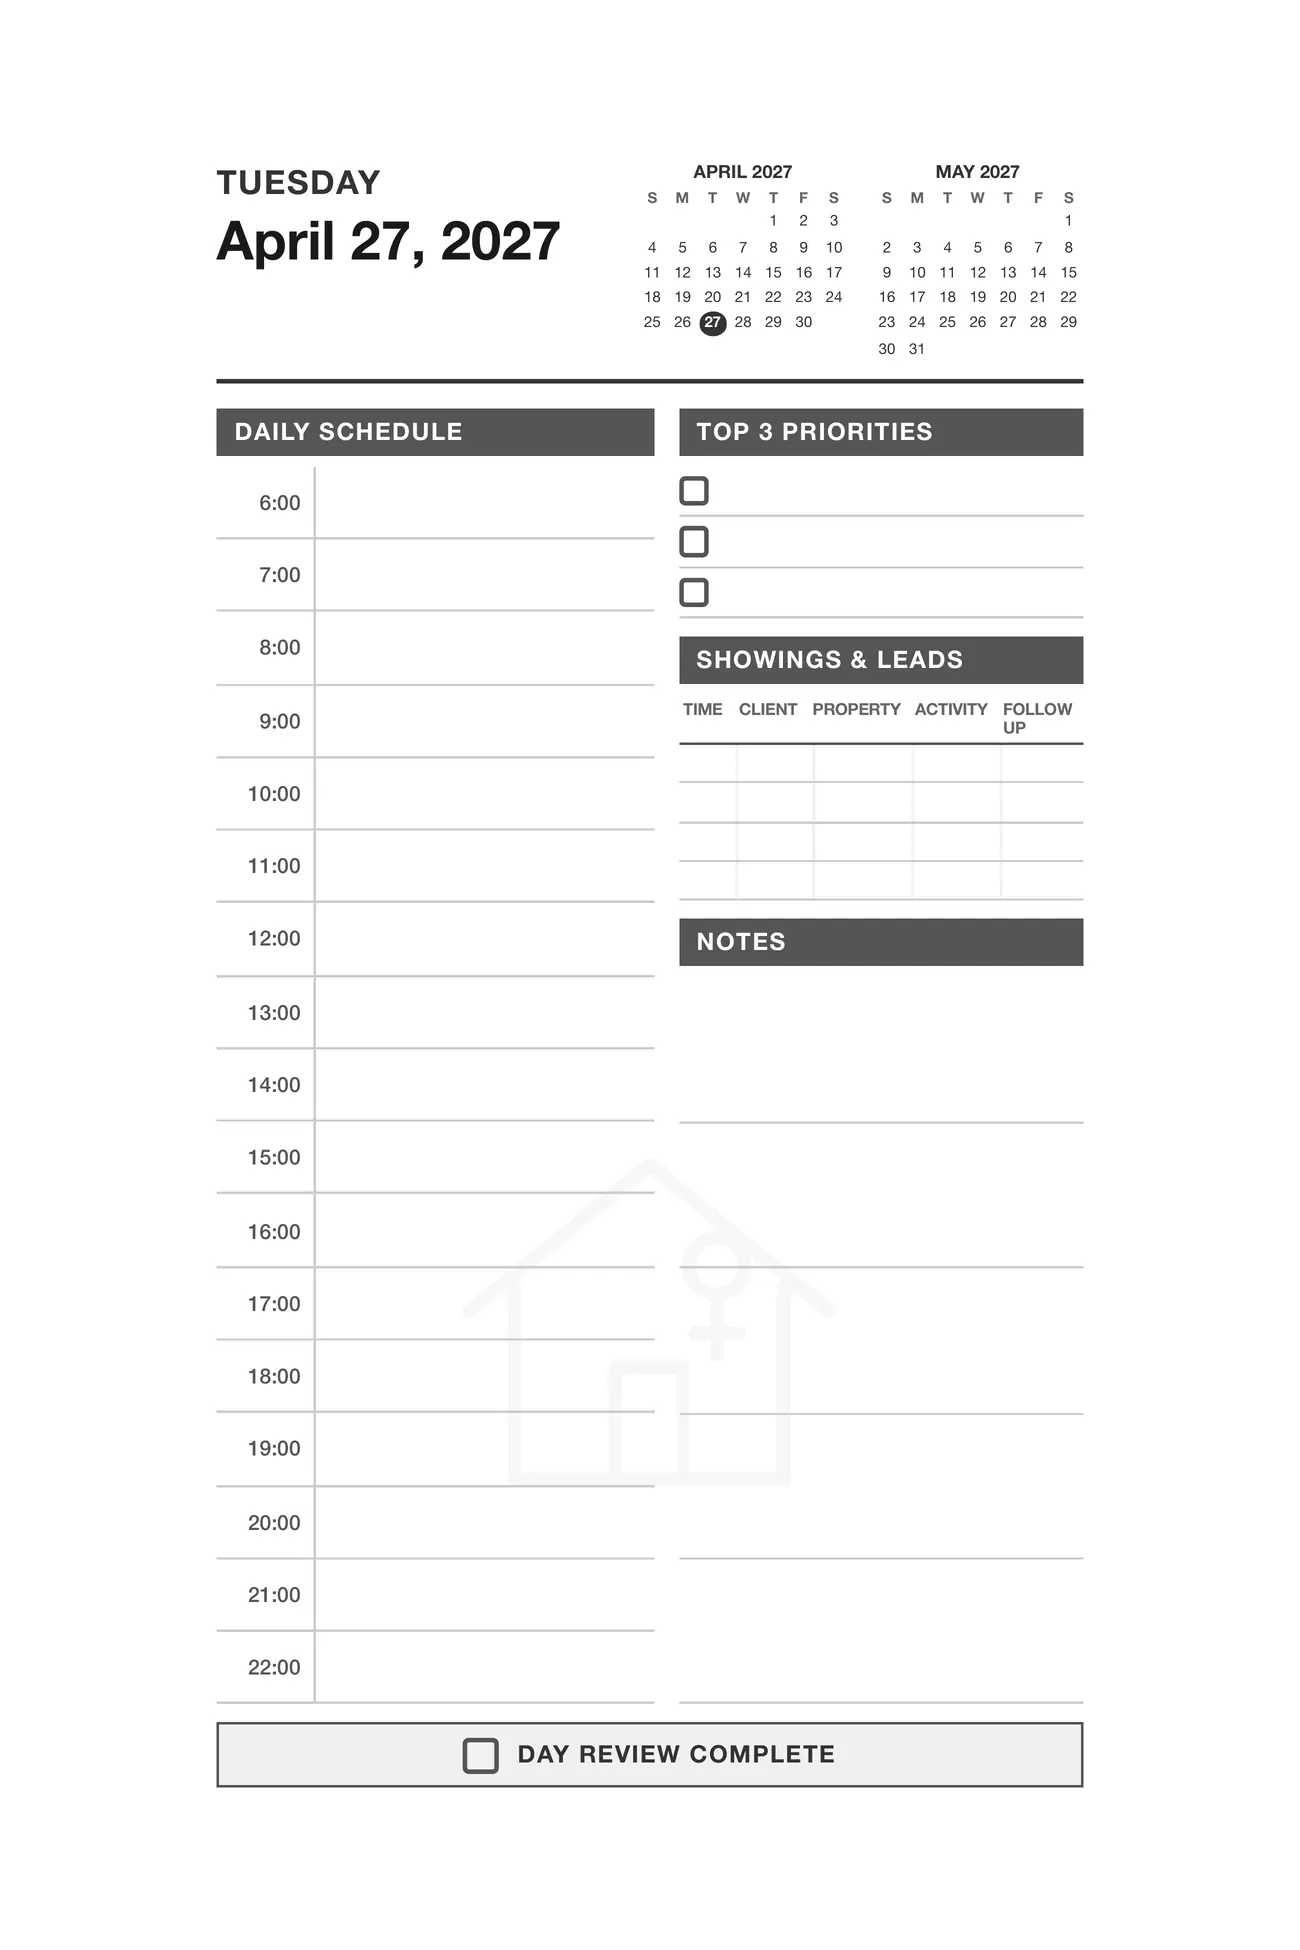 TUESDAY
April 27, 2027
APRIL 2027
S M T W T F S
1 2 3
4 5 6 7 8 9 10
11 12 13 14 15 16 17
18 19 20 21 22 23 24
25 26 27 28 29 30
MAY 2027
S M T W T F S
1
2 3 4 5 6 7 8
9 10 11 12 13 14 15
16 17 18 19 20 21 22
23 24 25 26 27 28 29
30 31
DAILY SCHEDULE
6:00
7:00
8:00
9:00
10:00
11:00
12:00
13:00
14:00
15:00
16:00
17:00
18:00
19:00
20:00
21:00
22:00
TOP 3 PRIORITIES
SHOWINGS & LEADS
TIME CLIENT PROPERTY ACTIVITY FOLLOW UP
NOTES
DAY REVIEW COMPLETE